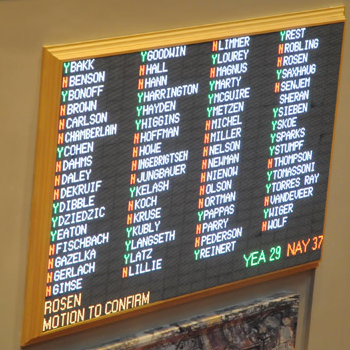 Y BAKK
N BENSON
Y BONOFF
N BROWN
N CARLSON
N CHAMBERLAIN
Y COHEN
N DAHMS
N DALEY
N DEKRUIF
Y DIBBLE
Y DZIEDZIC
Y EATON
N FISCHBACH
N GAZELKA
N GERLACH
N GIMSE
Y GOODWIN
N HALL
N HANN
Y HARRINGTON
Y HAYDEN
Y HIGGINS
N HOFFMAN
N HOWE
N INGEBRIGTSEN
N JUNGBAUER
Y KELASH
N KOCH
N KRUSE
Y KUBLY
Y LANGSETH
Y LATZ
N LILLIE
N LIMMER
Y LOUREY
N MAGNUS
Y MARTY
Y MCGUIRE
Y METZEN
N MICHEL
N MILLER
N NELSON
N NEWMAN
N NIENOW
N OLSON
N ORTMAN
Y PAPPAS
N PARRY
N PEDERSON
Y REINERT
Y REST
N ROBLING
N ROSEN
Y SAXHAUG
N SENJEM
SHERAN
Y SIEBEN
Y SKOE
Y SPARKS
Y STUMPF
N THOMPSON
Y TOMASSONI
Y TORRES RAY
N VANDEVEER
Y WIGER
N WOLF
YEA 29 NAY 37
ROSEN
MOTION TO CONFIRM